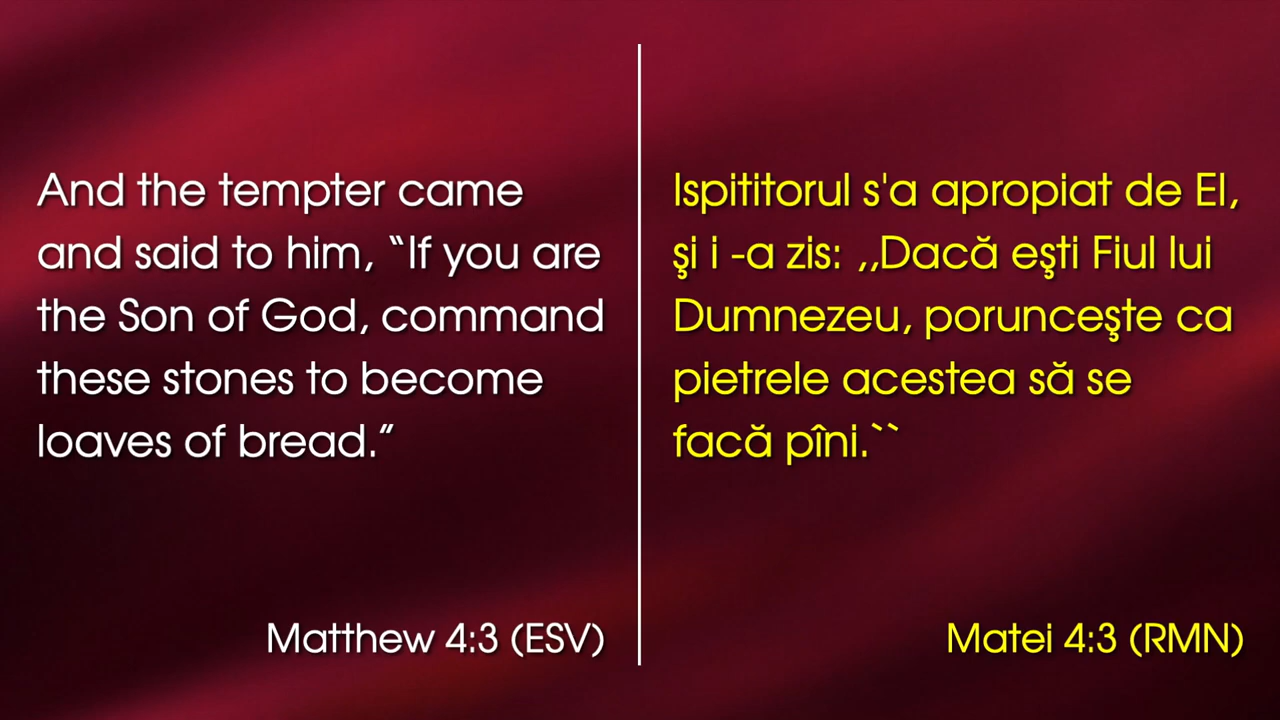 And the tempter came
and said to him, “If you are
the Son of God, command
these stones to become
loaves of bread.”
Matthew 4:3 (ESV)
Ispititorul s'a apropiat de El,
şi i -a zis: ,,Dacă eşti Fiul lui
Dumnezeu, porunceşte ca
pietrele acestea să se
facă pîni.``
Matei 4:3 (RMN)